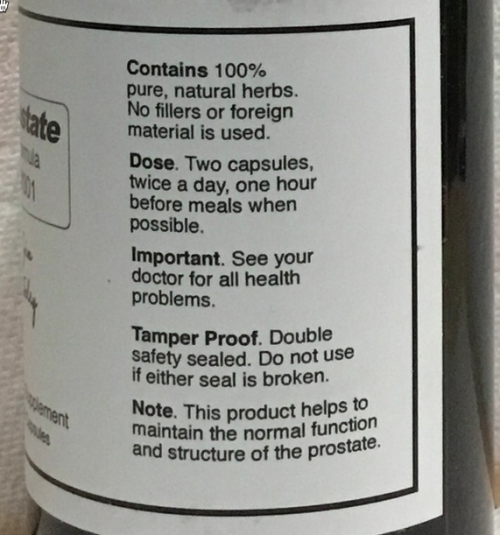 Contains 100%
pure, natural herbs.
No fillers or foreign
material is used.
Dose. Two capsules,
twice a day, one hour
before meals when
possible.
Important. See your
doctor for all health
problems.
Tamper Proof. Double
safety sealed. Do not use
if either seal is broken.
Note. This product helps to
maintain the normal function
and structure of the prostate.